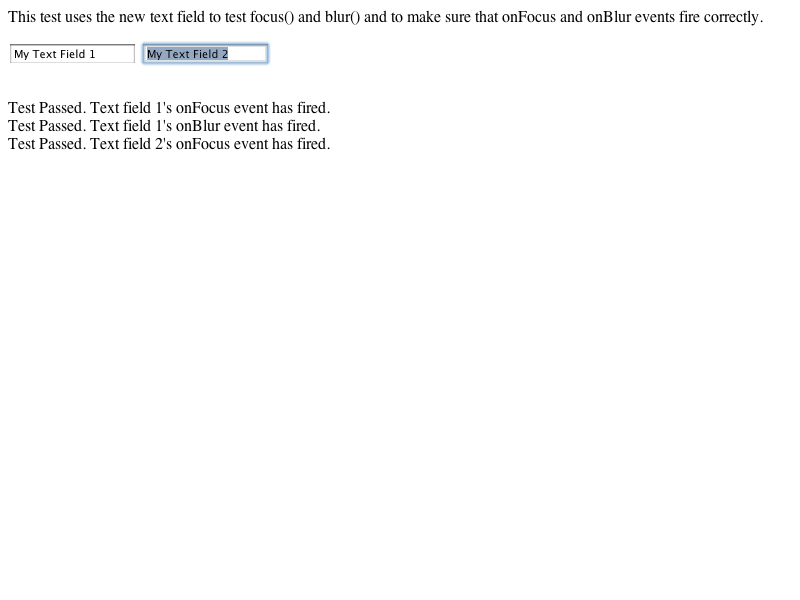 This test uses the new text field to test focus() and blur() and to make sure that onFocus and onBlur events fire correctly.
My Text Field 1 My Text Field 2
Test Passed. Text field 1's onFocus event has fired.
Test Passed. Text field 1's onBlur event has fired.
Test Passed. Text field 2's onFocus event has fired.